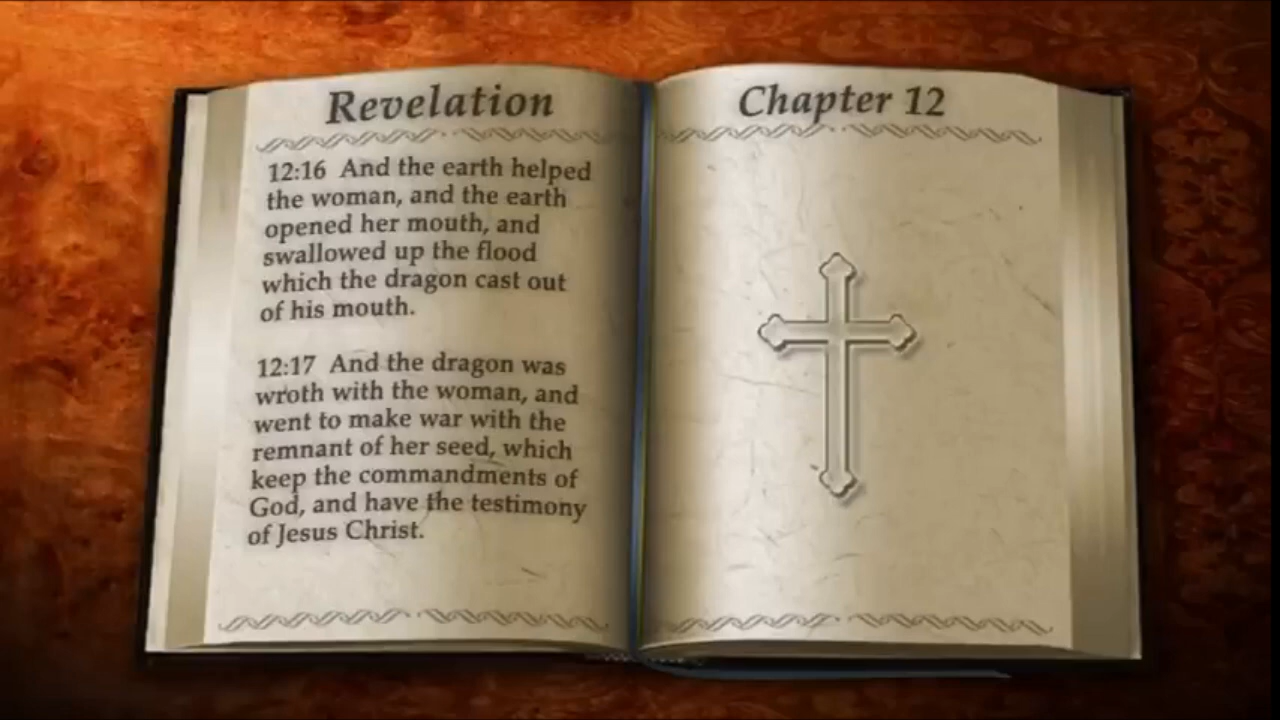 Revelation
12:16 And the earth helped
the woman, and the earth
opened her mouth, and
swallowed up the flood
which the dragon cast out
of his mouth.
12:17 And the dragon was
wroth with the woman, and
went to make war with the
remnant of her seed, which
keep the commandments of
God, and have the testimony
of Jesus Christ.
Chapter 12